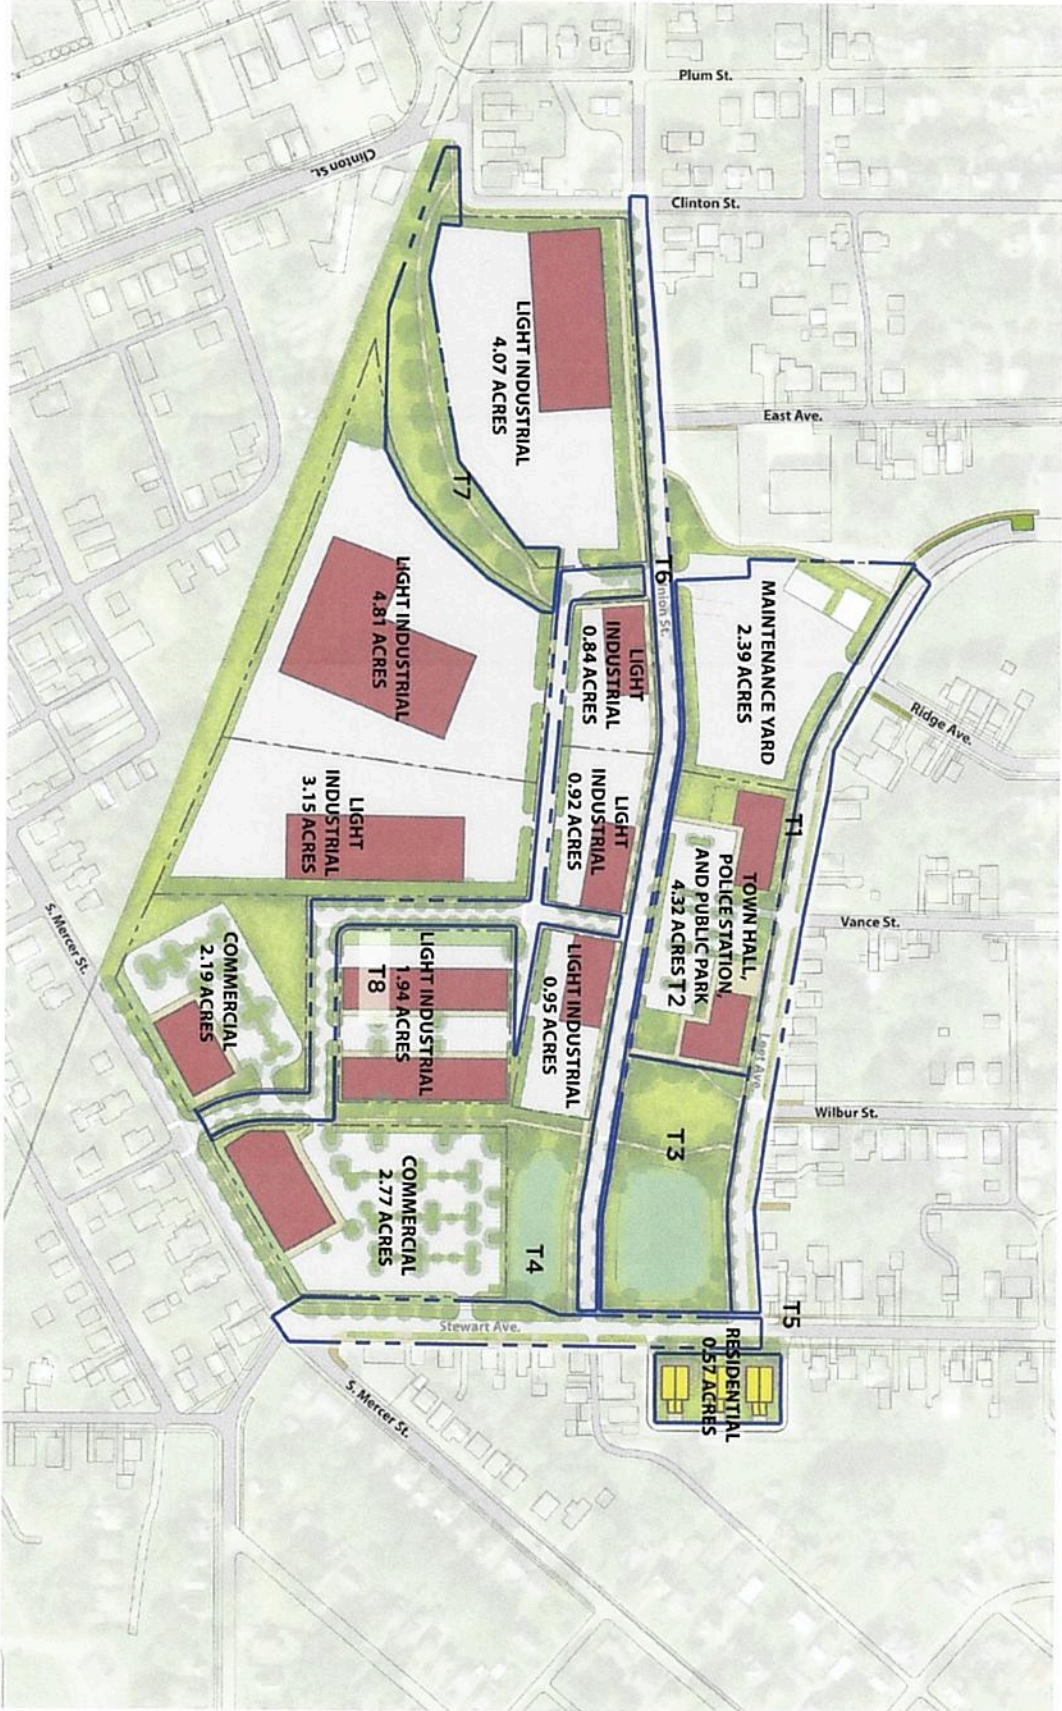 Plum St.
Clinton St.
Clinton St.
East Ave.
LIGHT INDUSTRIAL
4.07 ACRES
T7
T6
nion St.
MAINTENANCE YARD
2.39 ACRES
Ridge Ave.
LIGHT INDUSTRIAL
4.81 ACRES
LIGHT
INDUSTRIAL
0.84 ACRES
LIGHT
INDUSTRIAL
0.92 ACRES
LIGHT
INDUSTRIAL
3.15 ACRES
T1
TOWN HALL,
POLICE STATION,
AND PUBLIC PARK
4.32 ACRES T2
Vance St.
S. Mercer St.
COMMERCIAL
2.19 ACRES
LIGHT INDUSTRIAL
1.94 ACRES
T8
LIGHT INDUSTRIAL
0.95 ACRES
Leet Ave.
Wilbur St.
T3
COMMERCIAL
2.77 ACRES
T4
T5
Stewart Ave.
RESIDENTIAL
0.57 ACRES
S. Mercer St.